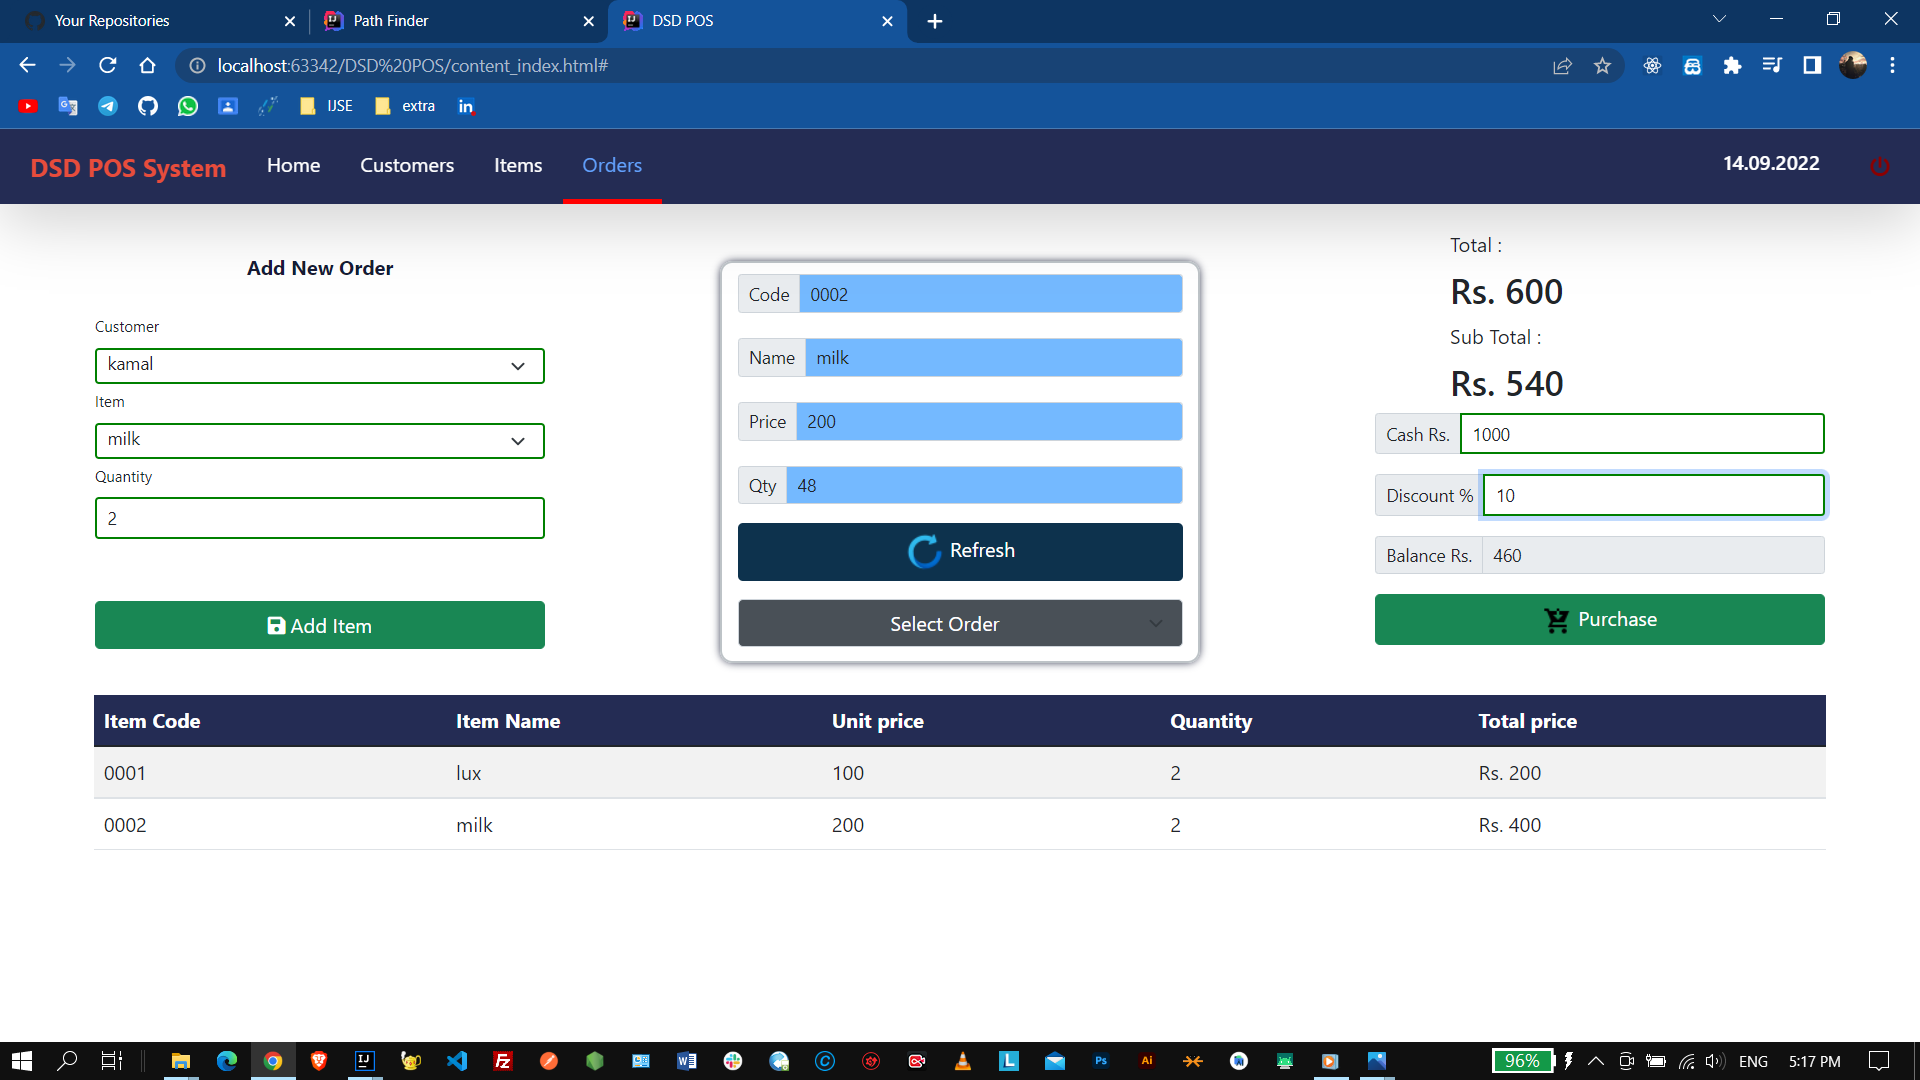 Your Repositories
Path Finder
DSD POS
localhost:63342/DSD%20POS/content_index.html#
IJSE
extra
DSD POS System
Home
Customers
Items
Orders
14.09.2022
Add New Order
Customer
kamal
Item
milk
Quantity
2
Add Item
Code 0002
Name milk
Price 200
Qty 48
Refresh
Select Order
Total :
Rs. 600
Sub Total :
Rs. 540
Cash Rs. 1000
Discount % 10
Balance Rs. 460
Purchase
Item Code Item Name Unit price Quantity Total price
0001 lux 100 2 Rs. 200
0002 milk 200 2 Rs. 400
96%
ENG
5:17 PM